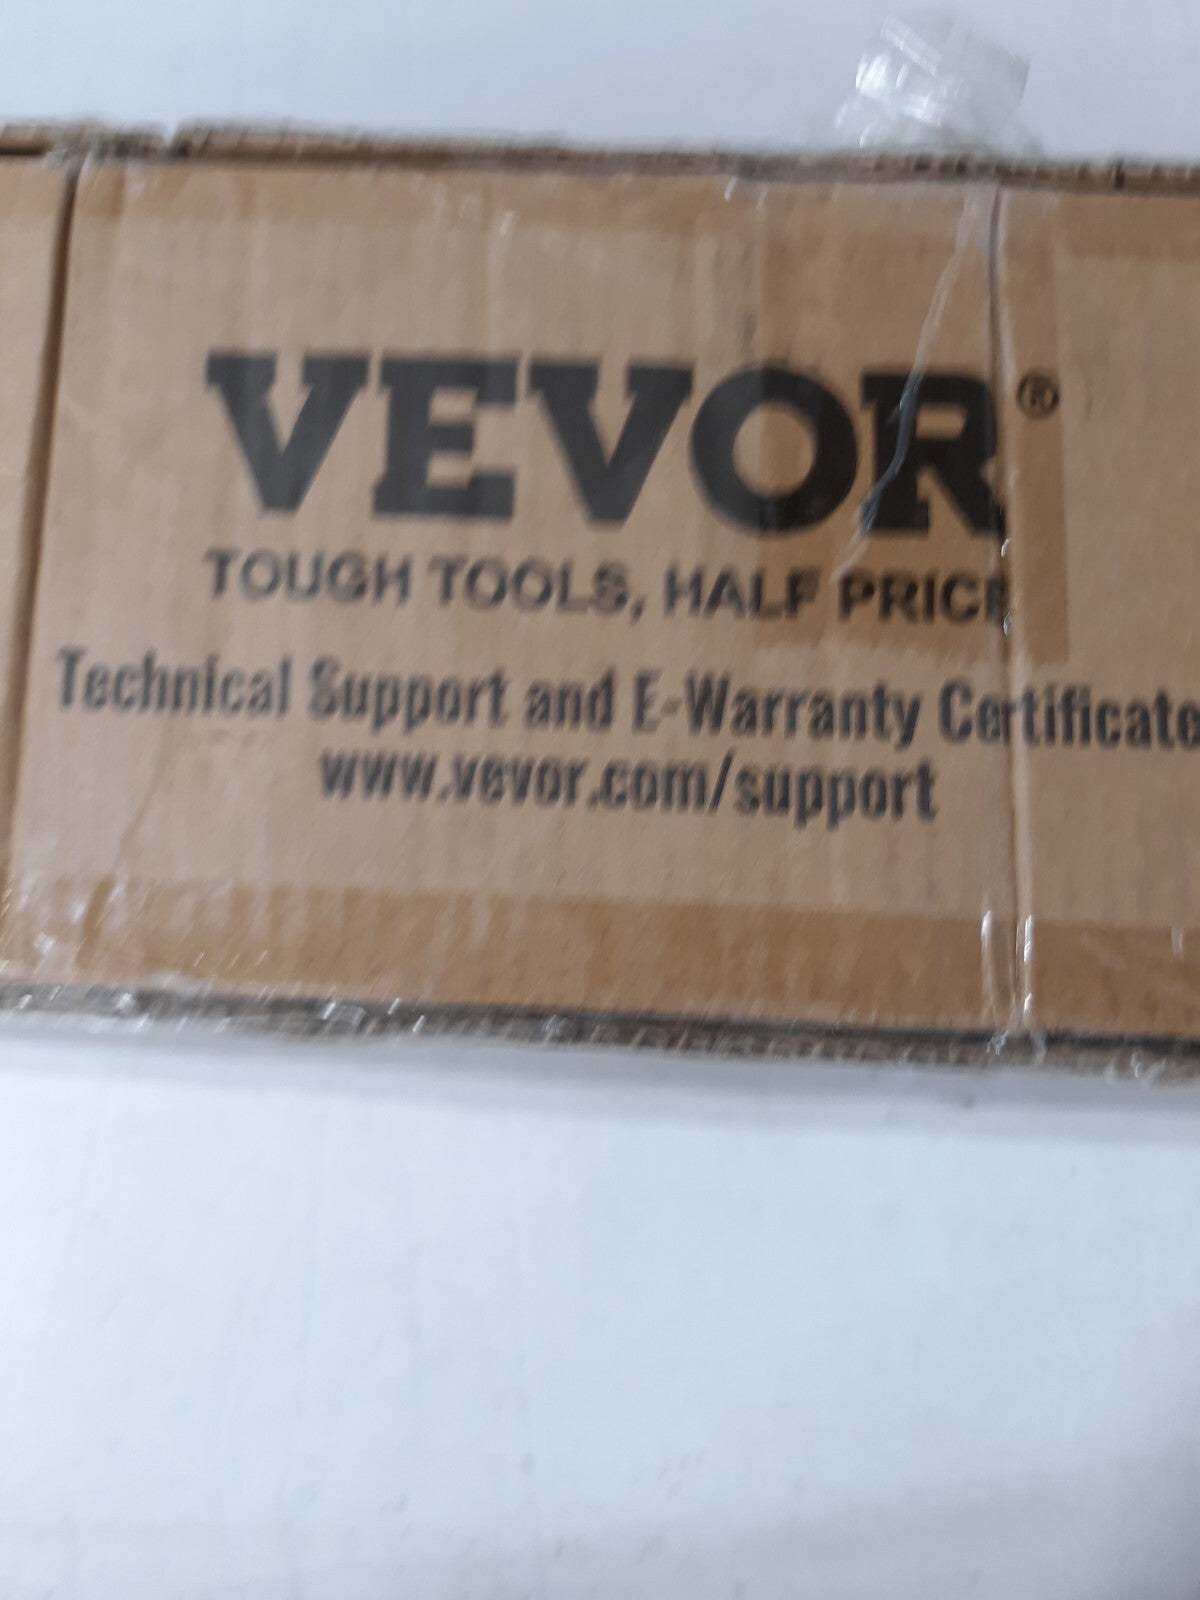 VEVOR®
TOUGH TOOLS, HALF PRICE
Technical Support and E-Warranty Certificate
www.vevor.com/support